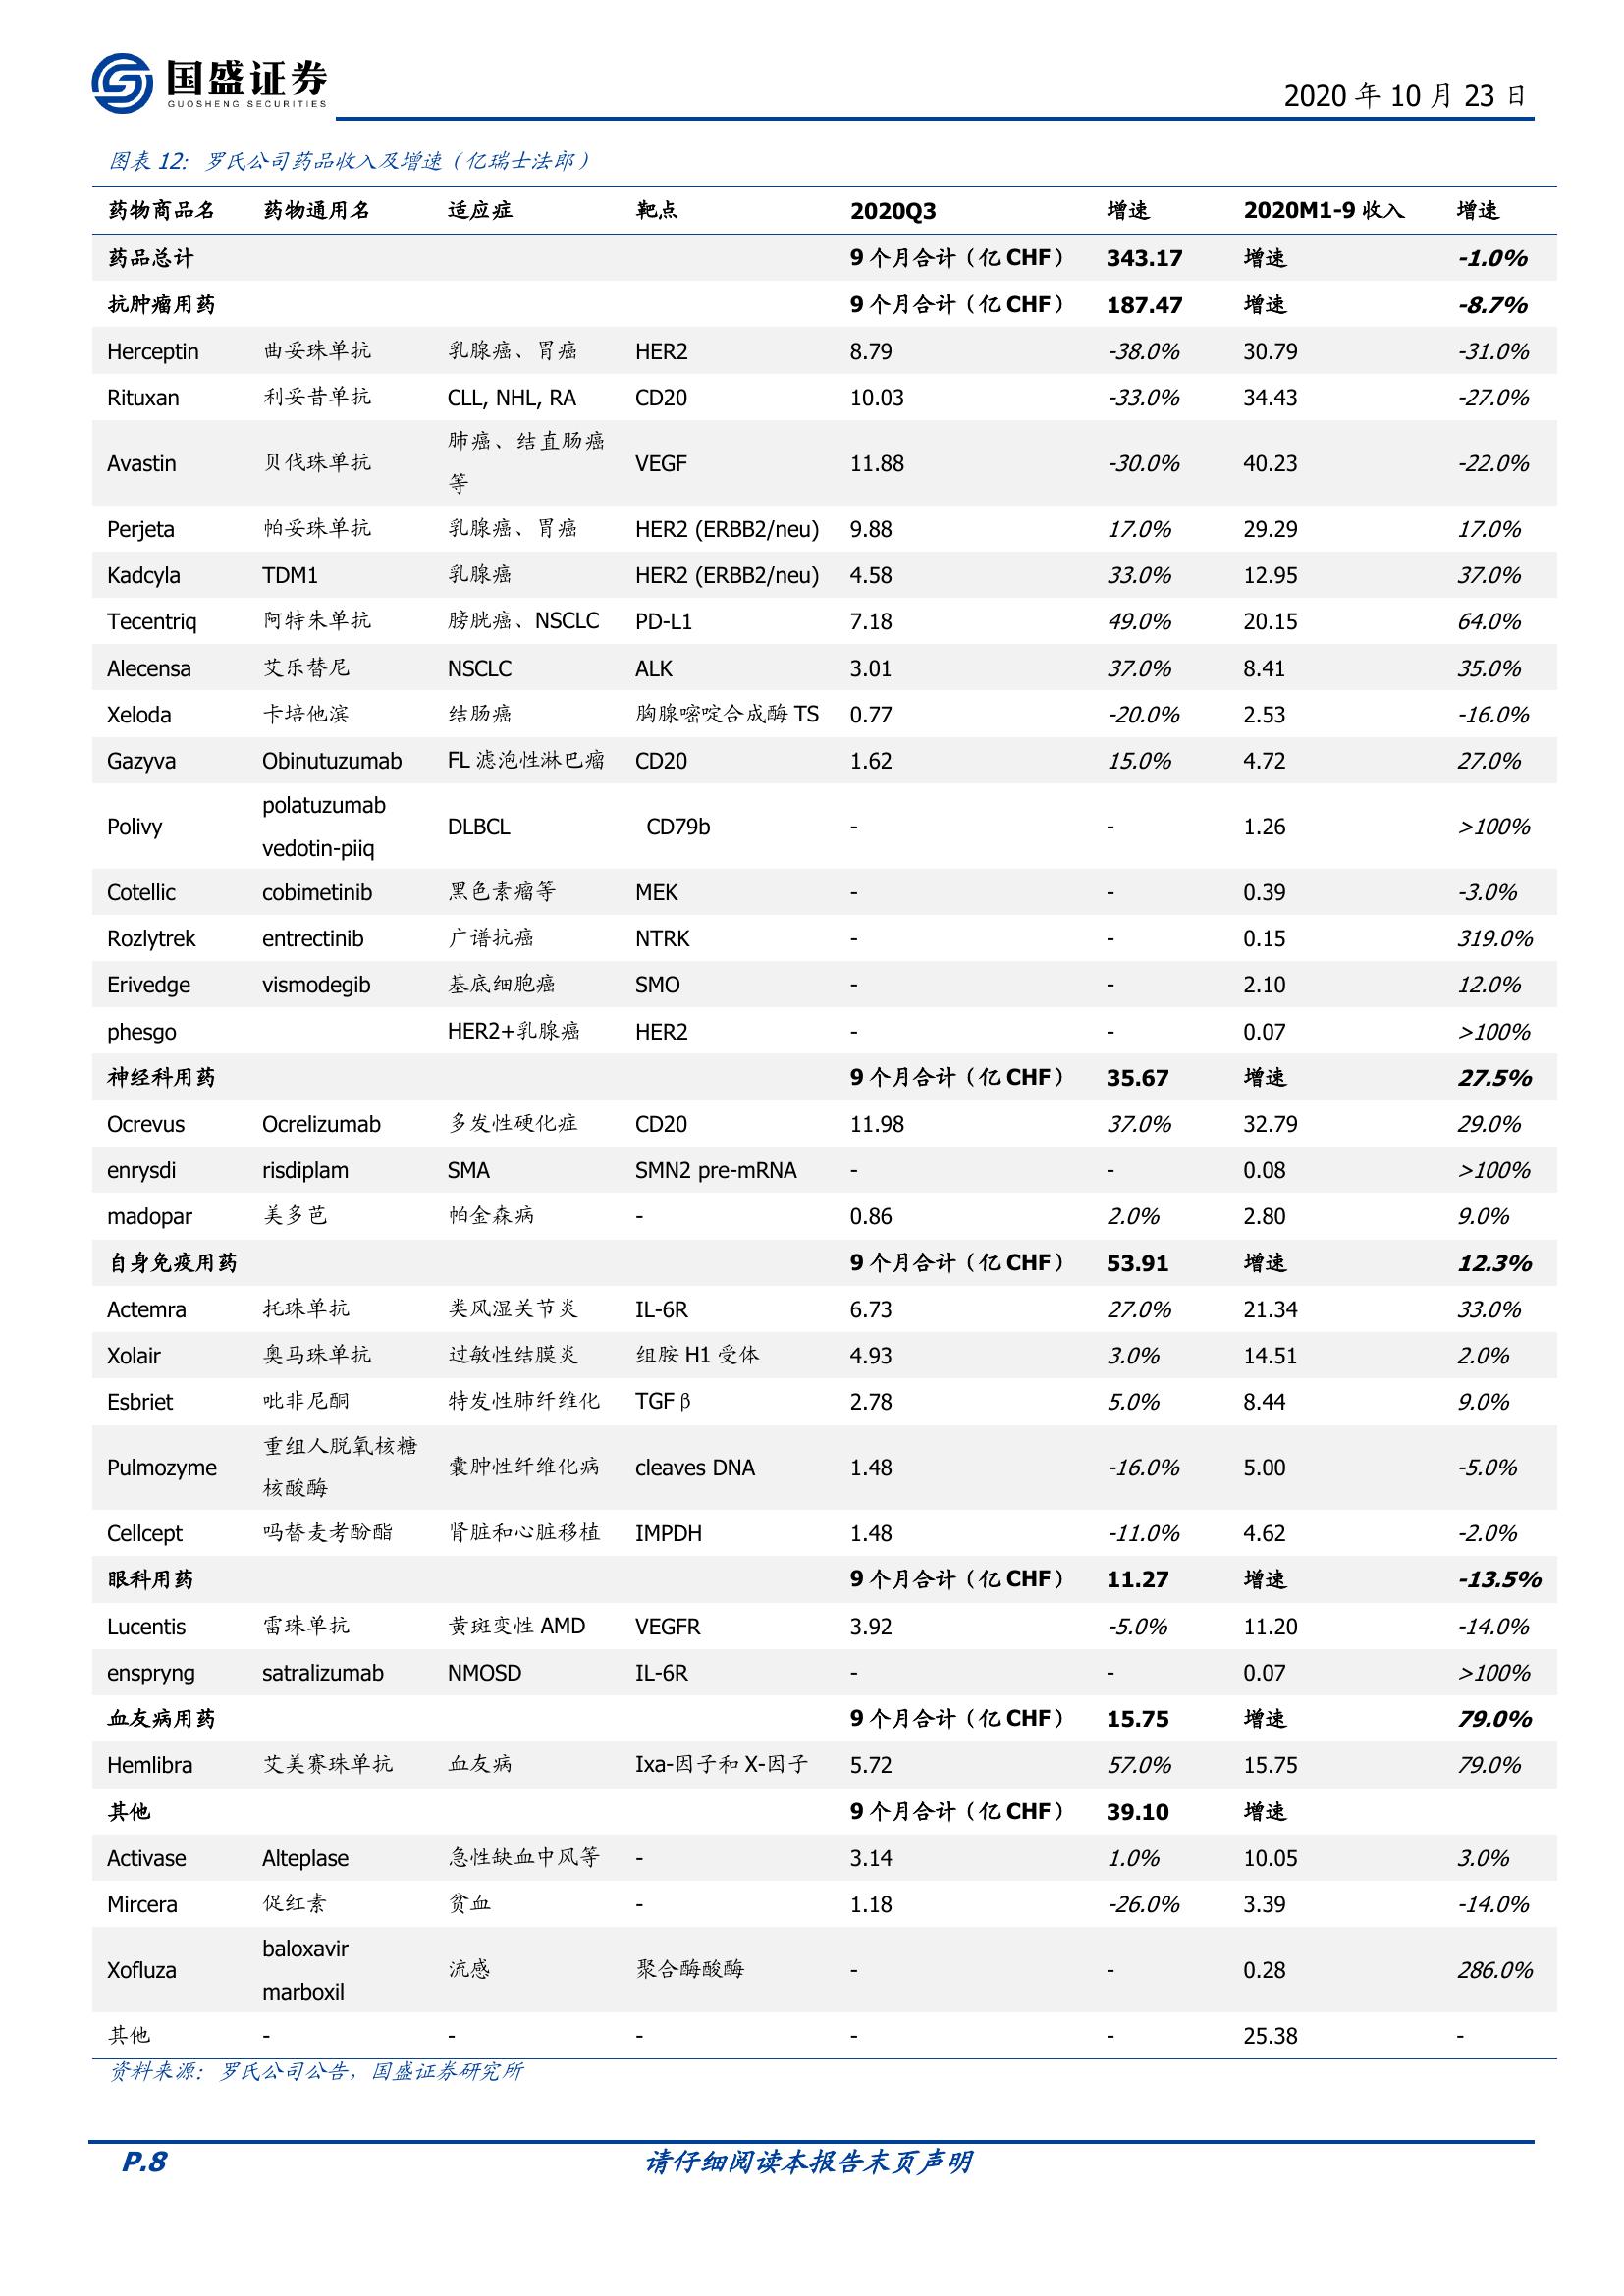 国盛证券
GUOSHENG SECURITIES
2020 年 10 月 23 日
图表 12: 罗氏公司药品收入及增速（亿瑞士法郎）
药物商品名 药物通用名 适应症 靶点 2020Q3 增速 2020M1-9 收入 增速
药品总计 9 个月合计（亿 CHF） 343.17 增速 -1.0%
抗肿瘤用药 9 个月合计（亿 CHF） 187.47 增速 -8.7%
Herceptin 曲妥珠单抗 乳腺癌、胃癌 HER2 8.79 -38.0% 30.79 -31.0%
Rituxan 利妥昔单抗 CLL, NHL, RA CD20 10.03 -33.0% 34.43 -27.0%
Avastin 贝伐珠单抗 肺癌、结直肠癌
等 VEGF 11.88 -30.0% 40.23 -22.0%
Perjeta 帕妥珠单抗 乳腺癌、胃癌 HER2 (ERBB2/neu) 9.88 17.0% 29.29 17.0%
Kadcyla TDM1 乳腺癌 HER2 (ERBB2/neu) 4.58 33.0% 12.95 37.0%
Tecentriq 阿特朱单抗 膀胱癌、NSCLC PD-L1 7.18 49.0% 20.15 64.0%
Alecensa 艾乐替尼 NSCLC ALK 3.01 37.0% 8.41 35.0%
Xeloda 卡培他滨 结肠癌 胸腺嘧啶合成酶 TS 0.77 -20.0% 2.53 -16.0%
Gazyva Obinutuzumab FL 滤泡性淋巴瘤 CD20 1.62 15.0% 4.72 27.0%
Polivy polatuzumab
vedotin-piiq DLBCL CD79b - - 1.26 >100%
Cotellic cobimetinib 黑色素瘤等 MEK - - 0.39 -3.0%
Rozlytrek entrectinib 广谱抗癌 NTRK - - 0.15 319.0%
Erivedge vismodegib 基底细胞癌 SMO - - 2.10 12.0%
phesgo HER2+乳腺癌 HER2 - - 0.07 >100%
神经科用药 9 个月合计（亿 CHF） 35.67 增速 27.5%
Ocrevus Ocrelizumab 多发性硬化症 CD20 11.98 37.0% 32.79 29.0%
enrysdi risdiplam SMA SMN2 pre-mRNA - - 0.08 >100%
madopar 美多芭 帕金森病 - 0.86 2.0% 2.80 9.0%
自身免疫用药 9 个月合计（亿 CHF） 53.91 增速 12.3%
Actemra 托珠单抗 类风湿关节炎 IL-6R 6.73 27.0% 21.34 33.0%
Xolair 奥马珠单抗 过敏性结膜炎 组胺 H1 受体 4.93 3.0% 14.51 2.0%
Esbriet 吡非尼酮 特发性肺纤维化 TGFβ 2.78 5.0% 8.44 9.0%
Pulmozyme 重组人脱氧核糖
核酸酶 囊肿性纤维化病 cleaves DNA 1.48 -16.0% 5.00 -5.0%
Cellcept 吗替麦考酚酯 肾脏和心脏移植 IMPDH 1.48 -11.0% 4.62 -2.0%
眼科用药 9 个月合计（亿 CHF） 11.27 增速 -13.5%
Lucentis 雷珠单抗 黄斑变性 AMD VEGFR 3.92 -5.0% 11.20 -14.0%
enspryng satralizumab NMOSD IL-6R - - 0.07 >100%
血友病用药 9 个月合计（亿 CHF） 15.75 增速 79.0%
Hemlibra 艾美赛珠单抗 血友病 Ixa-因子和 X-因子 5.72 57.0% 15.75 79.0%
其他 9 个月合计（亿 CHF） 39.10 增速
Activase Alteplase 急性缺血中风等 - 3.14 1.0% 10.05 3.0%
Mircera 促红素 贫血 - 1.18 -26.0% 3.39 -14.0%
Xofluza baloxavir
marboxil 流感 聚合酶酸酶 - - 0.28 286.0%
其他 - - - - - 25.38 -
资料来源：罗氏公司公告，国盛证券研究所
P.8 请仔细阅读本报告末页声明